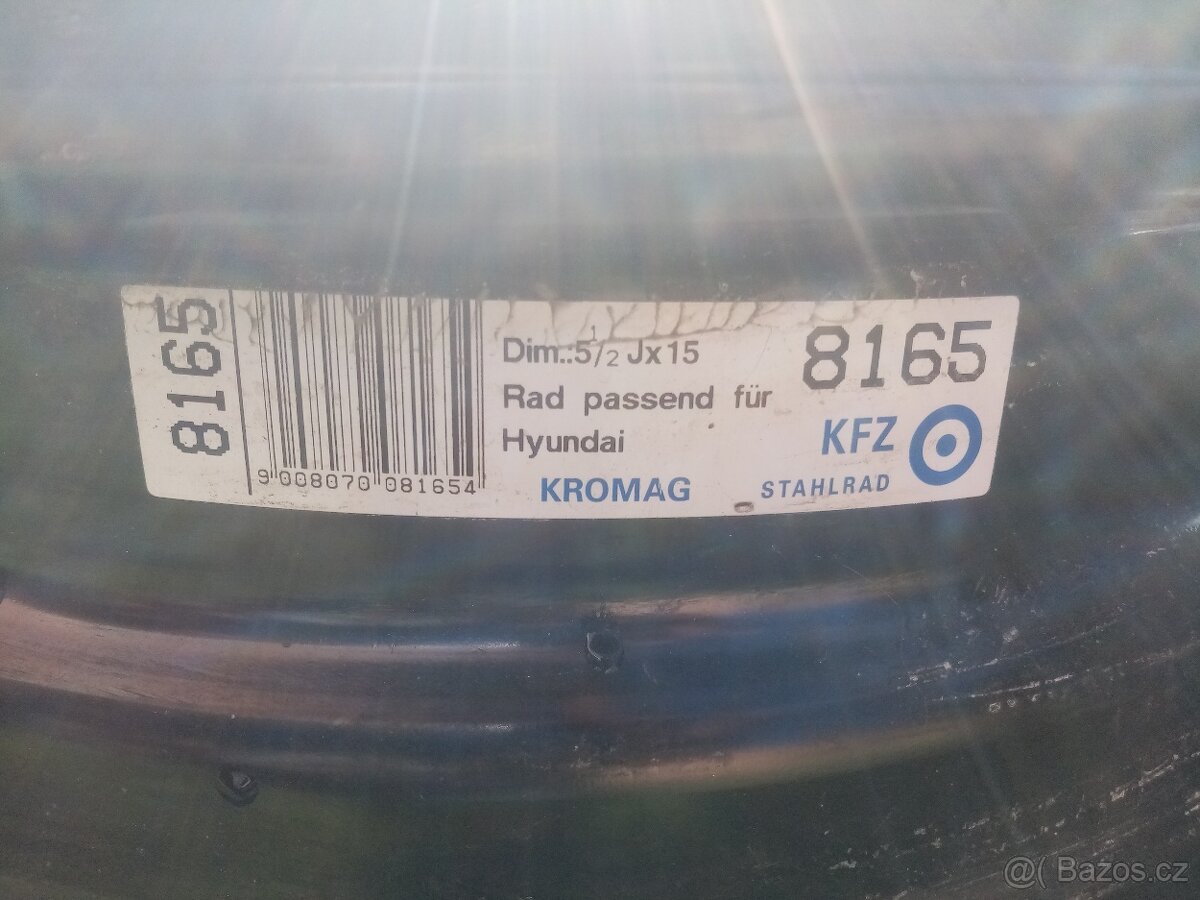 8165
9 008070 081654
Dim.:5 1/2 Jx15
Rad passend für
Hyundai
KROMAG
8165
KFZ
STAHLRAD
@( Bazos.cz